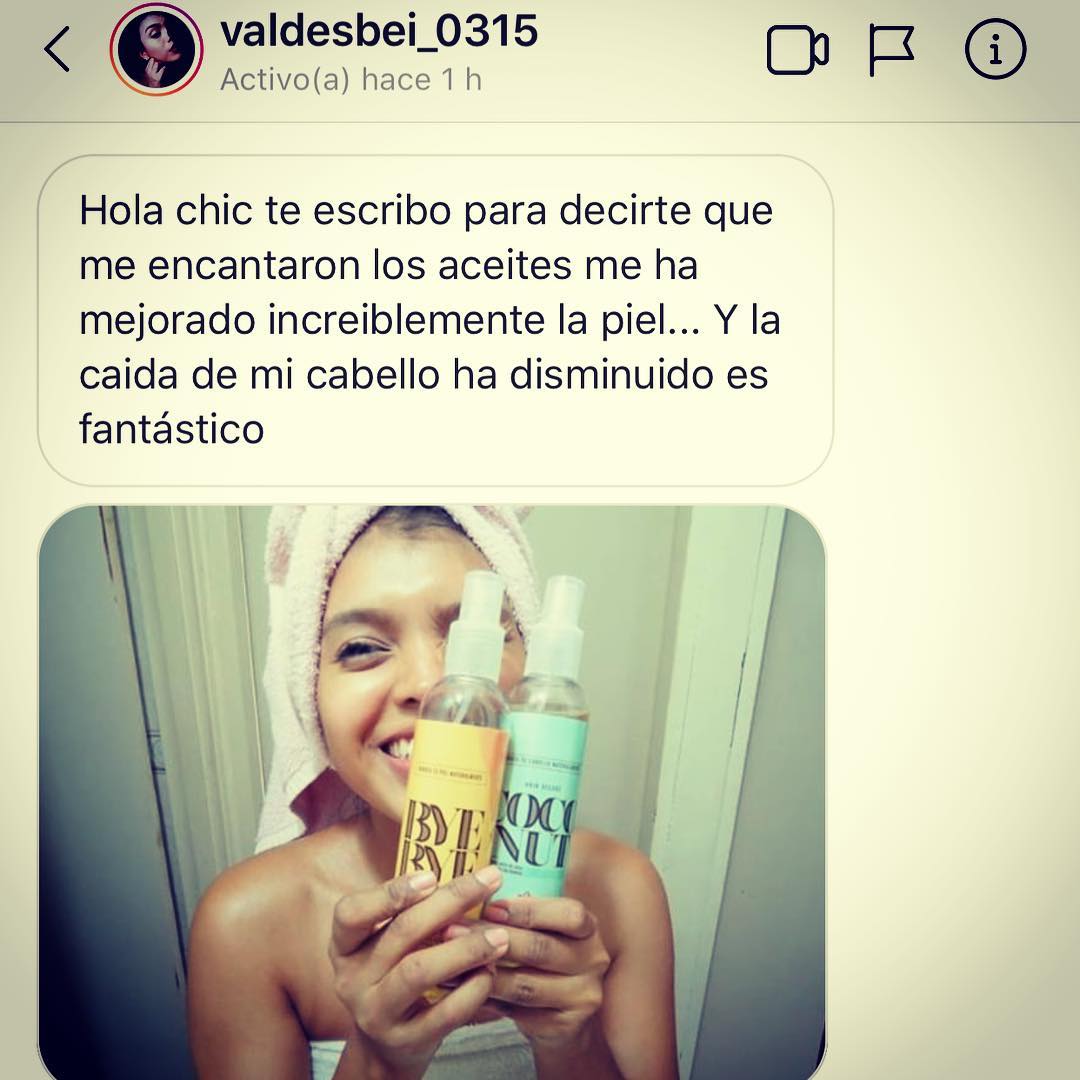 valdesbei_0315
Activo(a) hace 1 h
Hola chic te escribo para decirte que
me encantaron los aceites me ha
mejorado increiblemente la piel... Y la
caida de mi cabello ha disminuido es
fantástico
BYE
BYE
COCO
NUT